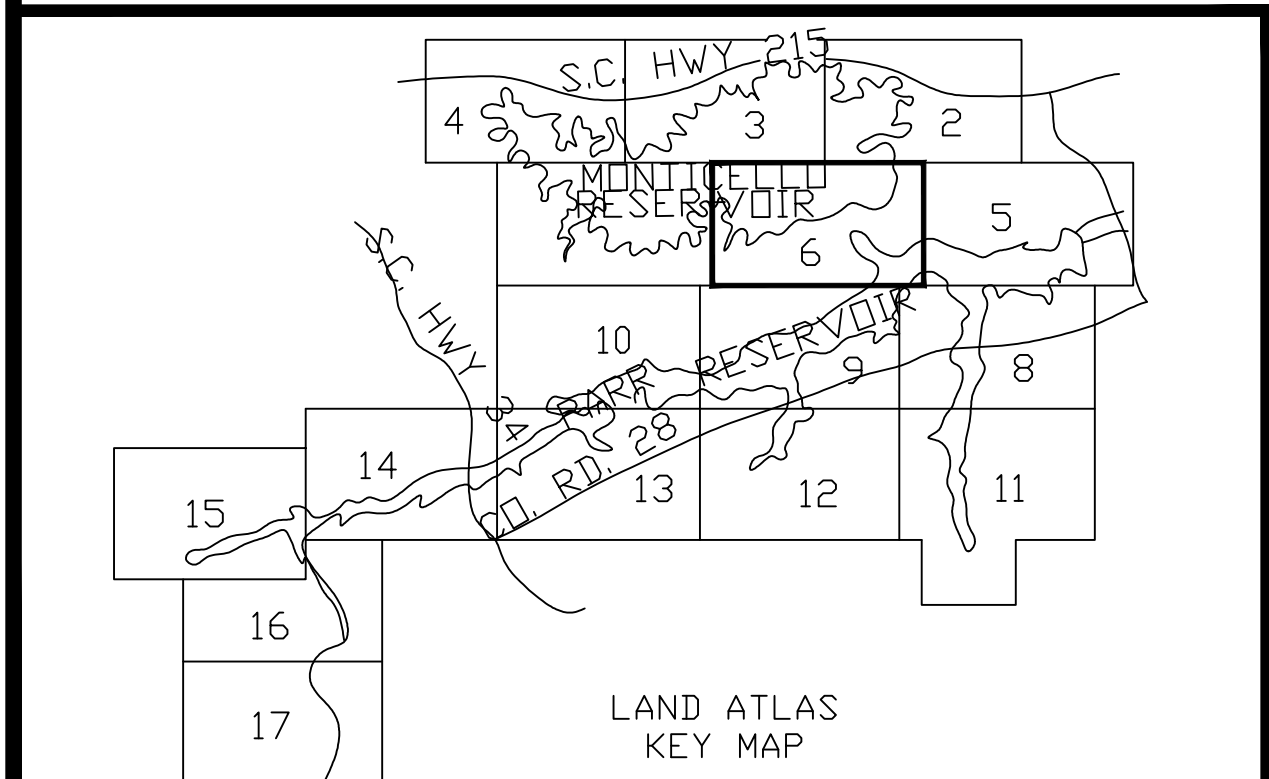 S.C. HWY 215
4
3
2
MONTICELLO
RESERVOIR
5
6
S.C. HWY 34
10
PARR RESERVOIR
9
8
14
CO. RD. 28
13
12
11
15
16
17
LAND ATLAS
KEY MAP